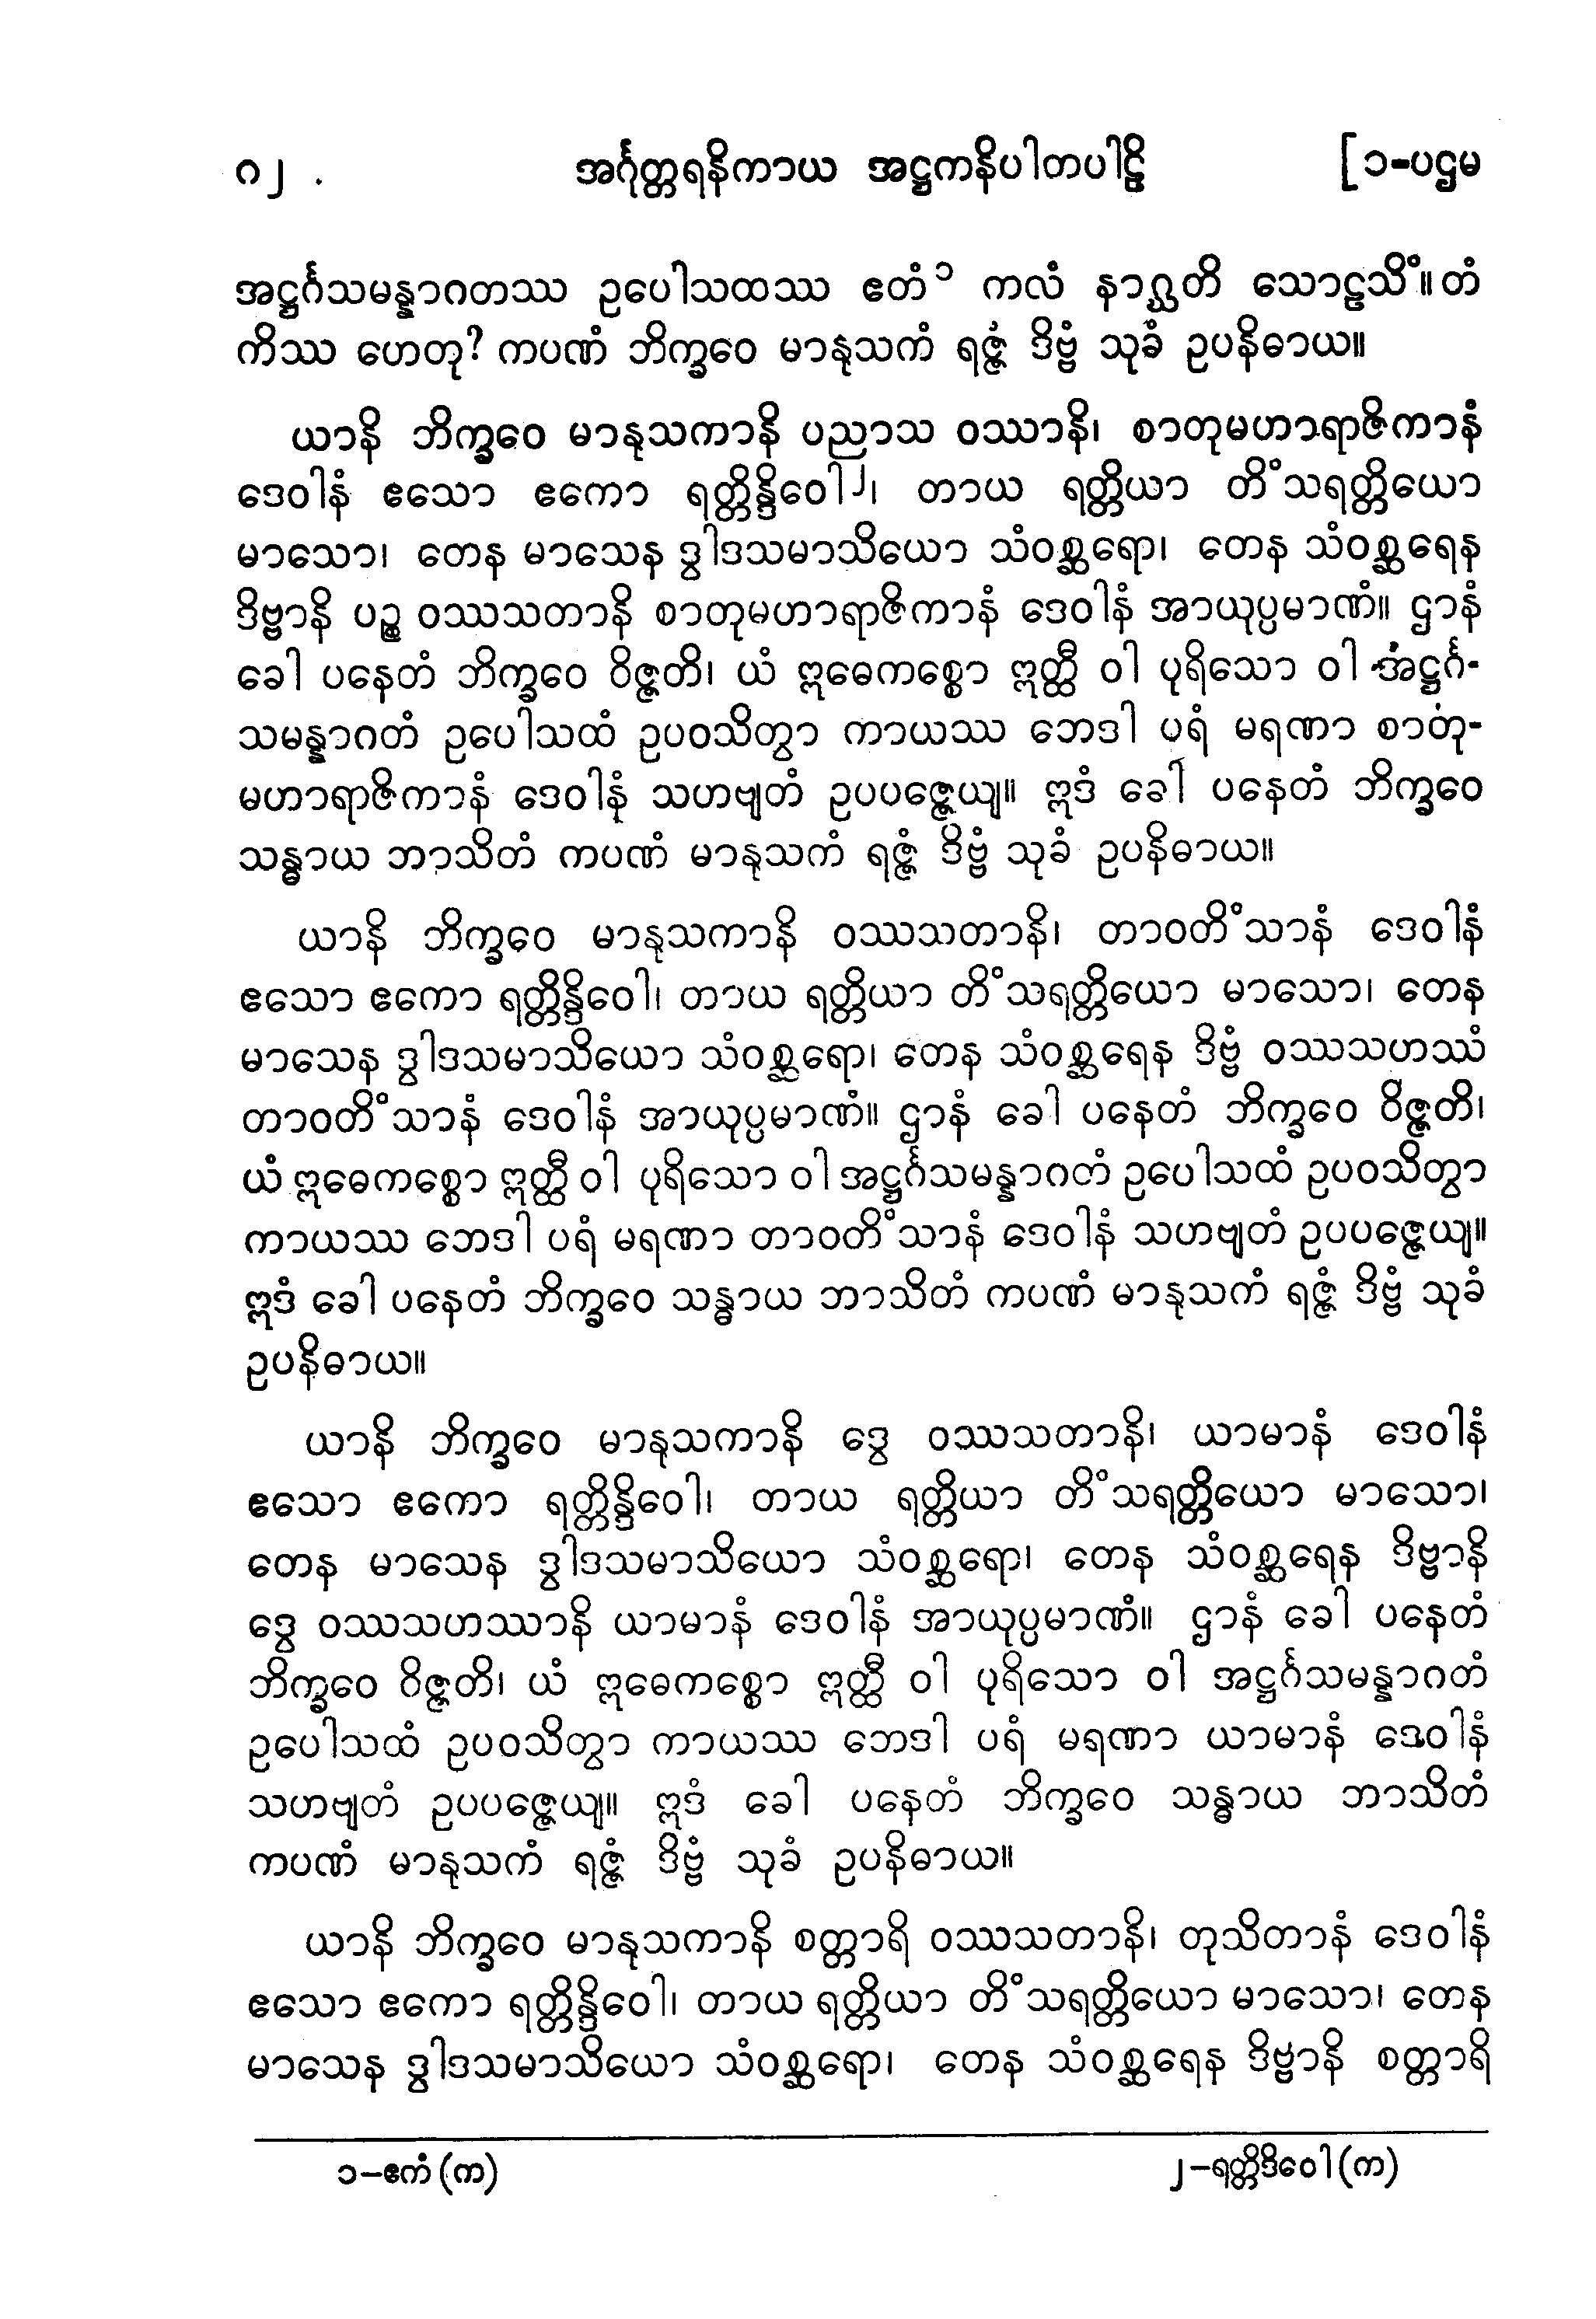 ဂ၂ . အင်္ဂုတ္တရနိကာယ အဋ္ဌကနိပါတပါဠိ [ ၁-ပဌမ
အဋ္ဌင်္ဂသမန္နာဂတဿ ဥပေါသထဿ ဧတံ၁ ကလံ နာဂ္ဃတိ သောဠသိံ။ တံ
ကိဿ ဟေတု? ကပဏံ ဘိက္ခဝေ မာနုသကံ ရဇ္ဇံ ဒိဗ္ဗံ သုခံ ဥပနိဓာယ။
ယာနိ ဘိက္ခဝေ မာနုသကာနိ ပညာသ ဝဿာနိ၊ စာတုမဟာရာဇိကာနံ
ဒေဝါနံ ဧသော ဧကော ရတ္တိန္ဒိဝေါ၂၊ တာယ ရတ္တိယာ တိံသရတ္တိယော
မာသော၊ တေန မာသေန ဒွါဒသမာသိယော သံဝစ္ဆရော၊ တေန သံဝစ္ဆရေန
ဒိဗ္ဗာနိ ပဉ္စ ဝဿသတာနိ စာတုမဟာရာဇိကာနံ ဒေဝါနံ အာယုပ္ပမာဏံ။ ဌာနံ
ခေါ ပနေတံ ဘိက္ခဝေ ဝိဇ္ဇတိ၊ ယံ ဣဓေကစ္စော ဣတ္ထီ ဝါ ပုရိသော ဝါ အဋ္ဌင်္ဂ-
သမန္နာဂတံ ဥပေါသထံ ဥပဝသိတွာ ကာယဿ ဘေဒါ ပရံ မရဏာ စာတု-
မဟာရာဇိကာနံ ဒေဝါနံ သဟဗျတံ ဥပပဇ္ဇေယျ။ ဣဒံ ခေါ ပနေတံ ဘိက္ခဝေ
သန္ဓာယ ဘာသိတံ ကပဏံ မာနုသကံ ရဇ္ဇံ ဒိဗ္ဗံ သုခံ ဥပနိဓာယ။
ယာနိ ဘိက္ခဝေ မာနုသကာနိ ဝဿသတာနိ၊ တာဝတိံသာနံ ဒေဝါနံ
ဧသော ဧကော ရတ္တိန္ဒိဝေါ၊ တာယ ရတ္တိယာ တိံသရတ္တိယော မာသော၊ တေန
မာသေန ဒွါဒသမာသိယော သံဝစ္ဆရော၊ တေန သံဝစ္ဆရေန ဒိဗ္ဗံ ဝဿသဟဿံ
တာဝတိံသာနံ ဒေဝါနံ အာယုပ္ပမာဏံ။ ဌာနံ ခေါ ပနေတံ ဘိက္ခဝေ ဝိဇ္ဇတိ၊
ယံ ဣဓေကစ္စော ဣတ္ထီ ဝါ ပုရိသော ဝါ အဋ္ဌင်္ဂသမန္နာဂတံ ဥပေါသထံ ဥပဝသိတွာ
ကာယဿ ဘေဒါ ပရံ မရဏာ တာဝတိံသာနံ ဒေဝါနံ သဟဗျတံ ဥပပဇ္ဇေယျ။
ဣဒံ ခေါ ပနေတံ ဘိက္ခဝေ သန္ဓာယ ဘာသိတံ ကပဏံ မာနုသကံ ရဇ္ဇံ ဒိဗ္ဗံ သုခံ
ဥပနိဓာယ။
ယာနိ ဘိက္ခဝေ မာနုသကာနိ ဒွေ ဝဿသတာနိ၊ ယာမာနံ ဒေဝါနံ
ဧသော ဧကော ရတ္တိန္ဒိဝေါ၊ တာယ ရတ္တိယာ တိံသရတ္တိယော မာသော၊
တေန မာသေန ဒွါဒသမာသိယော သံဝစ္ဆရော၊ တေန သံဝစ္ဆရေန ဒိဗ္ဗာနိ
ဒွေ ဝဿသဟဿာနိ ယာမာနံ ဒေဝါနံ အာယုပ္ပမာဏံ။ ဌာနံ ခေါ ပနေတံ
ဘိက္ခဝေ ဝိဇ္ဇတိ၊ ယံ ဣဓေကစ္စော ဣတ္ထီ ဝါ ပုရိသော ဝါ အဋ္ဌင်္ဂသမန္နာဂတံ
ဥပေါသထံ ဥပဝသိတွာ ကာယဿ ဘေဒါ ပရံ မရဏာ ယာမာနံ ဒေဝါနံ
သဟဗျတံ ဥပပဇ္ဇေယျ။ ဣဒံ ခေါ ပနေတံ ဘိက္ခဝေ သန္ဓာယ ဘာသိတံ
ကပဏံ မာနုသကံ ရဇ္ဇံ ဒိဗ္ဗံ သုခံ ဥပနိဓာယ။
ယာနိ ဘိက္ခဝေ မာနုသကာနိ စတ္တာရိ ဝဿသတာနိ၊ တုသိတာနံ ဒေဝါနံ
ဧသော ဧကော ရတ္တိန္ဒိဝေါ၊ တာယ ရတ္တိယာ တိံသရတ္တိယော မာသော၊ တေန
မာသေန ဒွါဒသမာသိယော သံဝစ္ဆရော၊ တေန သံဝစ္ဆရေန ဒိဗ္ဗာနိ စတ္တာရိ
၁-ဧကံ (က) ၂-ရတ္တိဒိဝေါ (က)